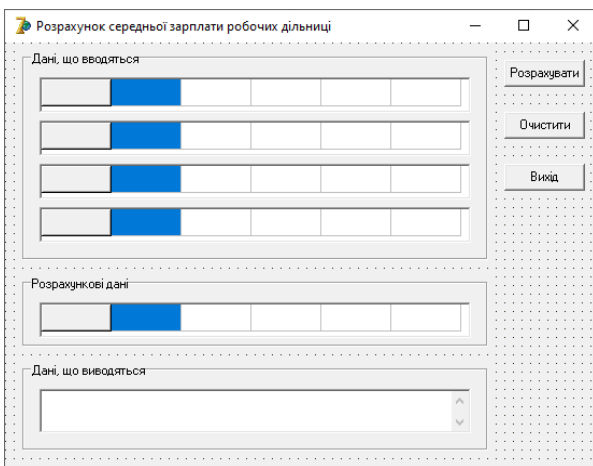 Розрахунок середньої зарплати робочих дільниці
Дані, що вводяться
Розрахувати
Очистити
Вихід
Розрахункові дані
Дані, що виводяться